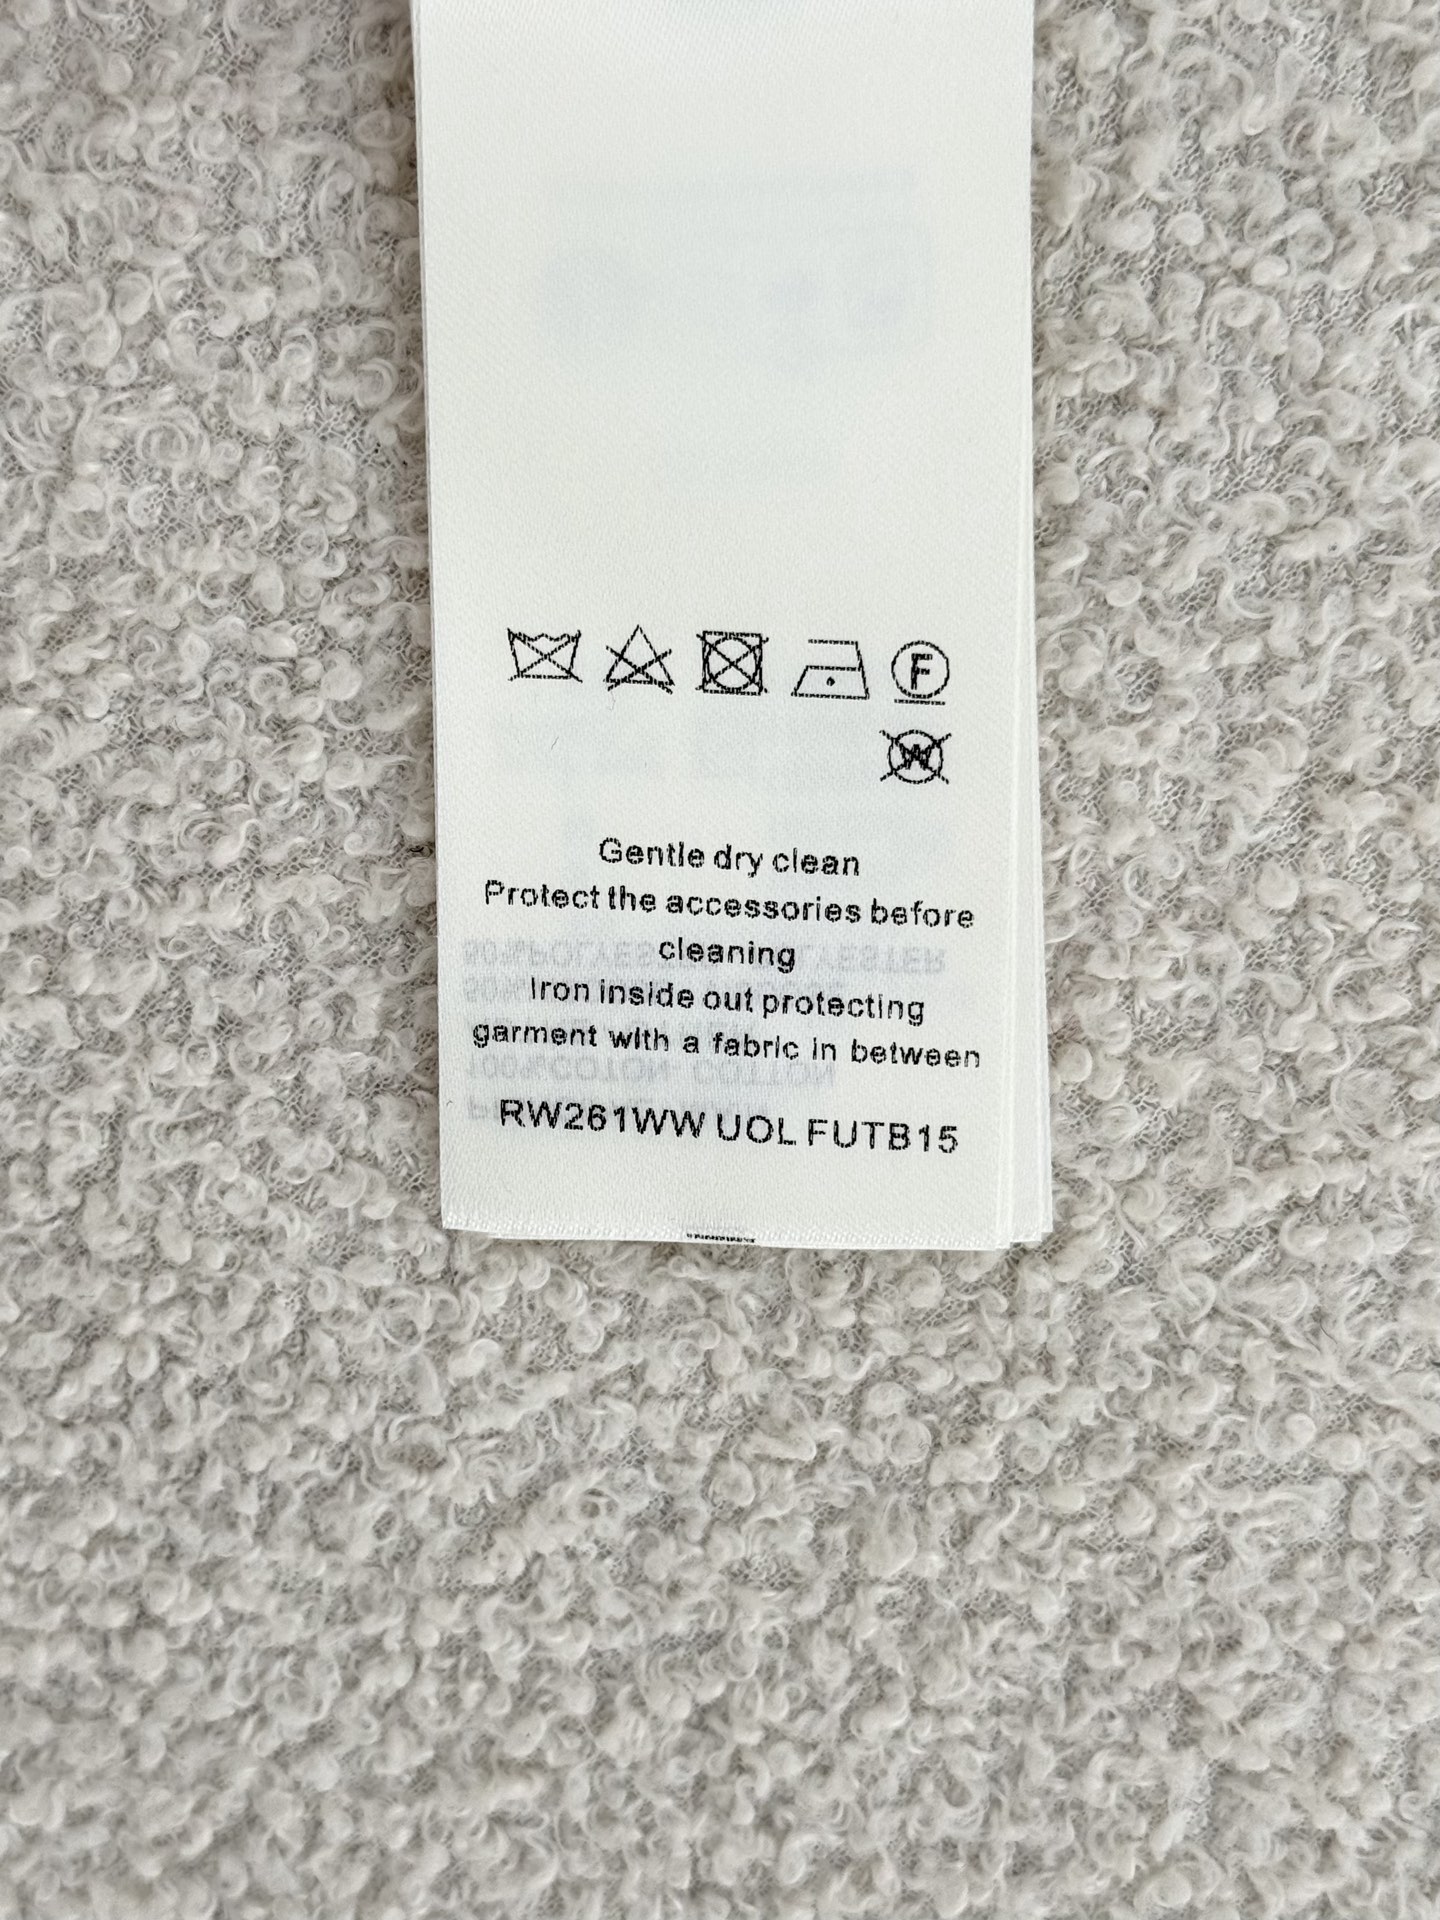 F
W
Gentle dry clean
Protect the accessories before
cleaning
Iron inside out protecting
garment with a fabric in between
RW261WW UOL FUTB15